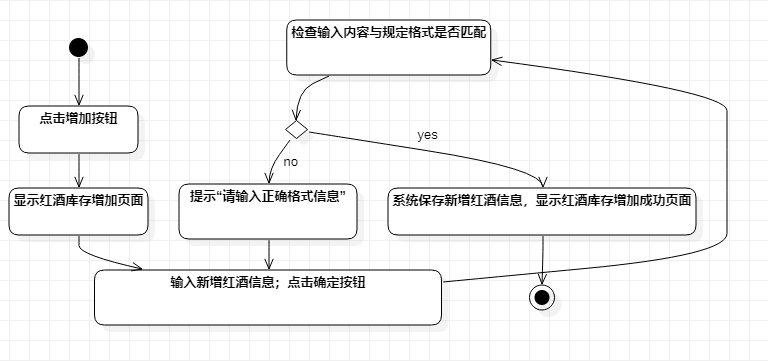 检查输入内容与规定格式是否匹配
点击增加按钮
yes
no
显示红酒库存增加页面
提示“请输入正确格式信息”
系统保存新增红酒信息，显示红酒库存增加成功页面
输入新增红酒信息；点击确定按钮